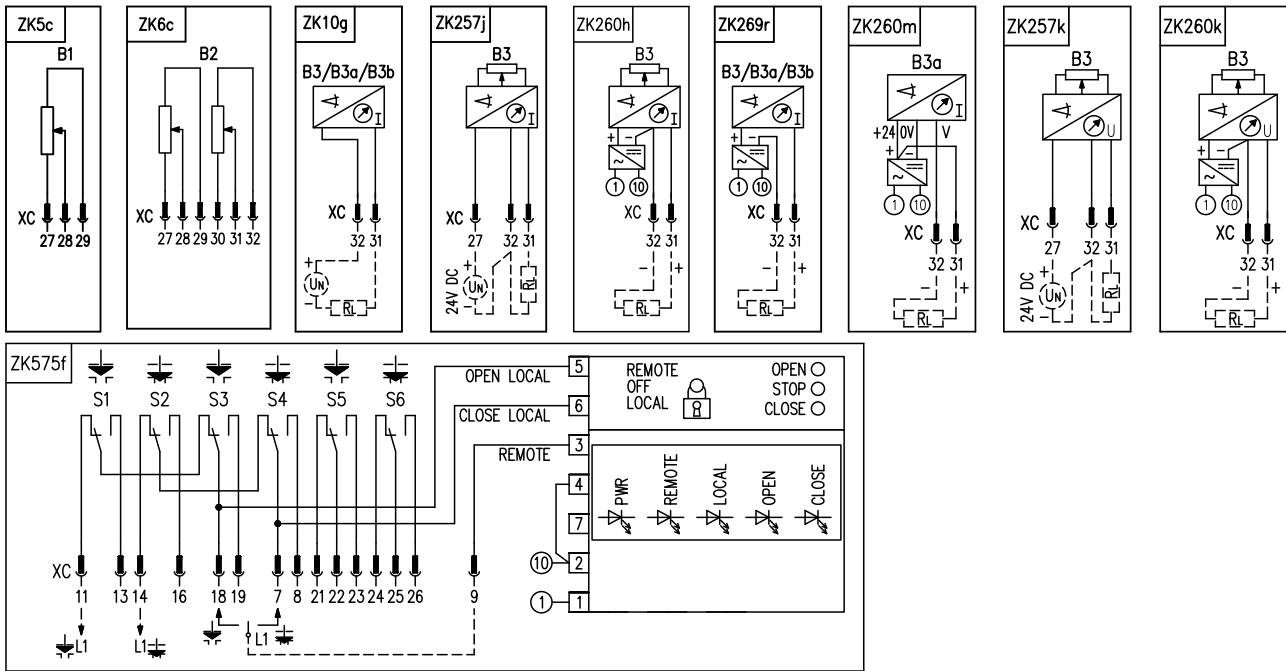 ZK5c
B1
XC
27 28 29
ZK6c
B2
XC
27 28 29 30 31 32
ZK10g
B3/B3a/B3b
I
XC
32 31
+
UN
-
RL
ZK257j
B3
I
XC
27 32 31
24V DC
+
UN
-
RL
ZK260h
B3
I
+ -
~
1 10
XC
32 31
- +
RL
ZK269r
B3/B3a/B3b
I
+ -
~
1 10
XC
32 31
- +
RL
ZK260m
B3a
I
+24 0V V
+ -
~
1 10
XC
32 31
- +
RL
ZK257k
B3
U
XC
27 32 31
24V DC
+
UN
-
RL
ZK260k
B3
U
+ -
~
1 10
XC
32 31
- +
RL
ZK575f
S1 S2 S3 S4 S5 S6
OPEN LOCAL
CLOSE LOCAL
REMOTE
5
6
3
4
7
2
1
10
1
REMOTE
OFF
LOCAL
OPEN
STOP
CLOSE
PWR
REMOTE
LOCAL
OPEN
CLOSE
XC
11 13 14 16 18 19 7 8 21 22 23 24 25 26 9
L1 L1 L1